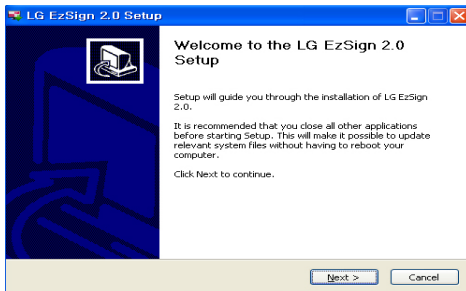 LG EzSign 2.0 Setup
Welcome to the LG EzSign 2.0
Setup
Setup will guide you through the installation of LG EzSign
2.0.
It is recommended that you close all other applications
before starting Setup. This will make it possible to update
relevant system files without having to reboot your
computer.
Click Next to continue.
Next >
Cancel